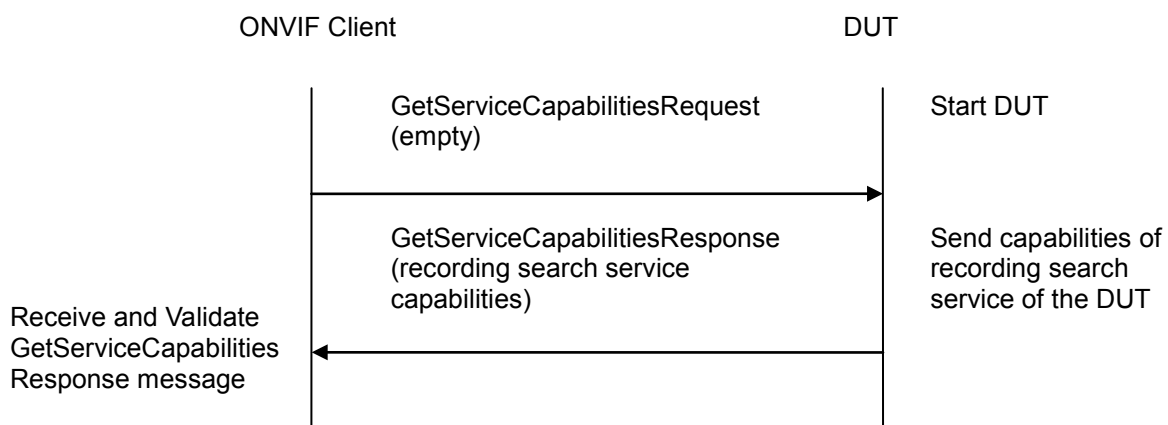 ONVIF Client
DUT
GetServiceCapabilitiesRequest
(empty)
Start DUT
GetServiceCapabilitiesResponse
(recording search service
capabilities)
Send capabilities of
recording search
service of the DUT
Receive and Validate
GetServiceCapabilities
Response message